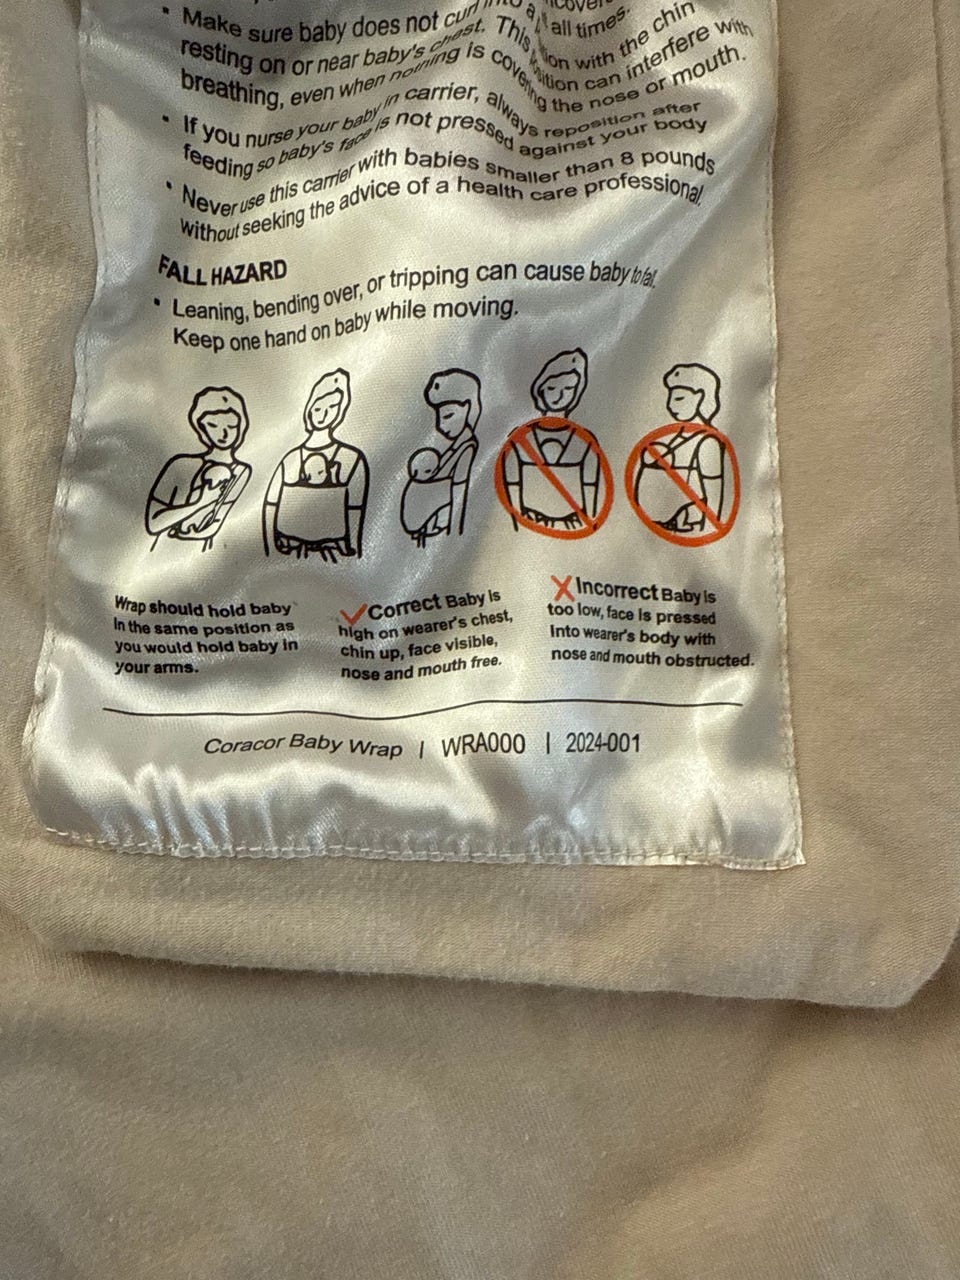 • Make sure baby does not curl into a
resting on or near baby's chest. This
breathing, even when nothing is covering the nose or mouth.
all times.
with the chin
can interfere with
• If you nurse your baby in carrier, always reposition after
feeding so baby's face is not pressed against your body
• Never use this carrier with babies smaller than 8 pounds
without seeking the advice of a health care professional.
FALL HAZARD
• Leaning, bending over, or tripping can cause baby to fall.
Keep one hand on baby while moving.
Wrap should hold baby
in the same position as
you would hold baby in
your arms.
Correct Baby is
high on wearer's chest,
chin up, face visible,
nose and mouth free.
Incorrect Baby is
too low, face is pressed
into wearer's body with
nose and mouth obstructed.
Coracor Baby Wrap | WRA000 | 2024-001